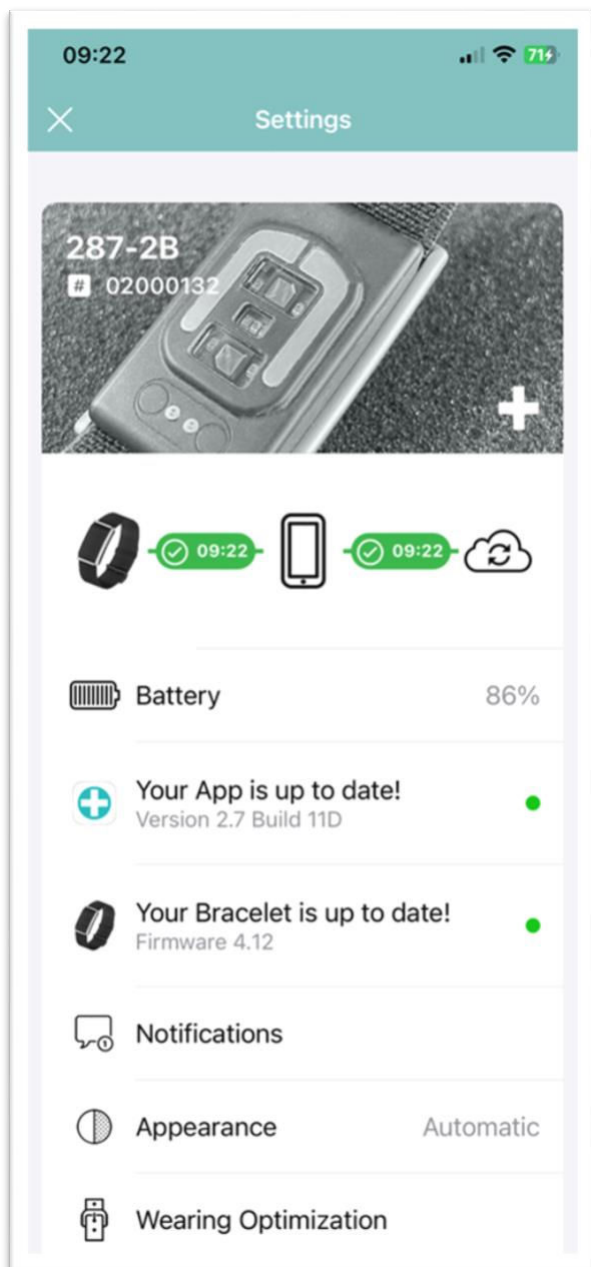 09:22
71
Settings
287-2B
# 02000132
09:22
09:22
Battery
86%
Your App is up to date!
Version 2.7 Build 11D
Your Bracelet is up to date!
Firmware 4.12
Notifications
Appearance
Automatic
Wearing Optimization